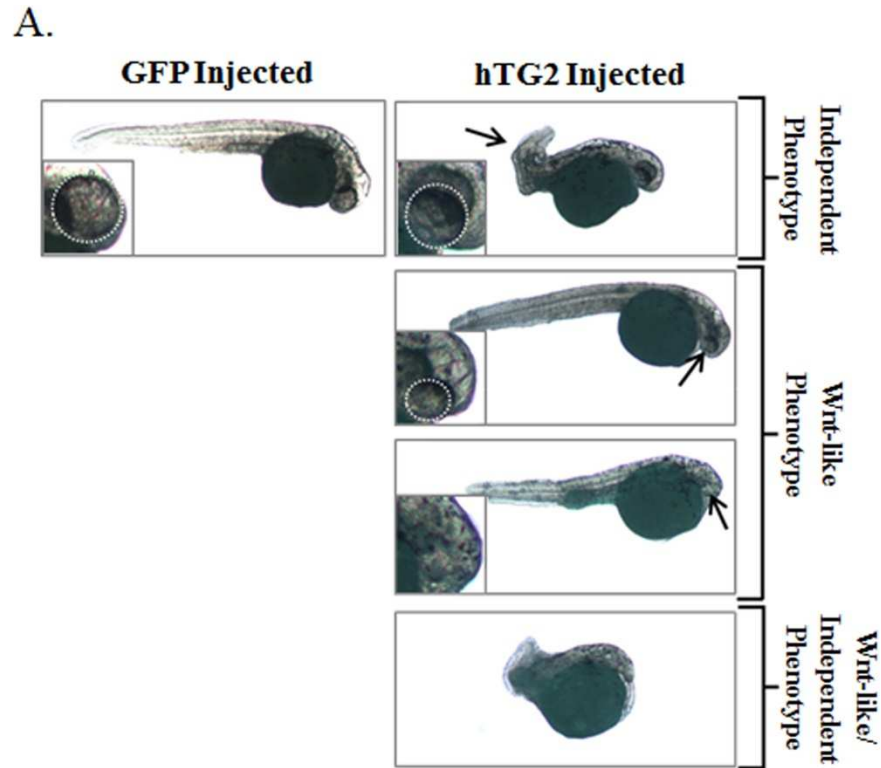 A.
GFP Injected
hTG2 Injected
Independent
Phenotype
Wnt-like
Phenotype
Wnt-like/
Independent
Phenotype